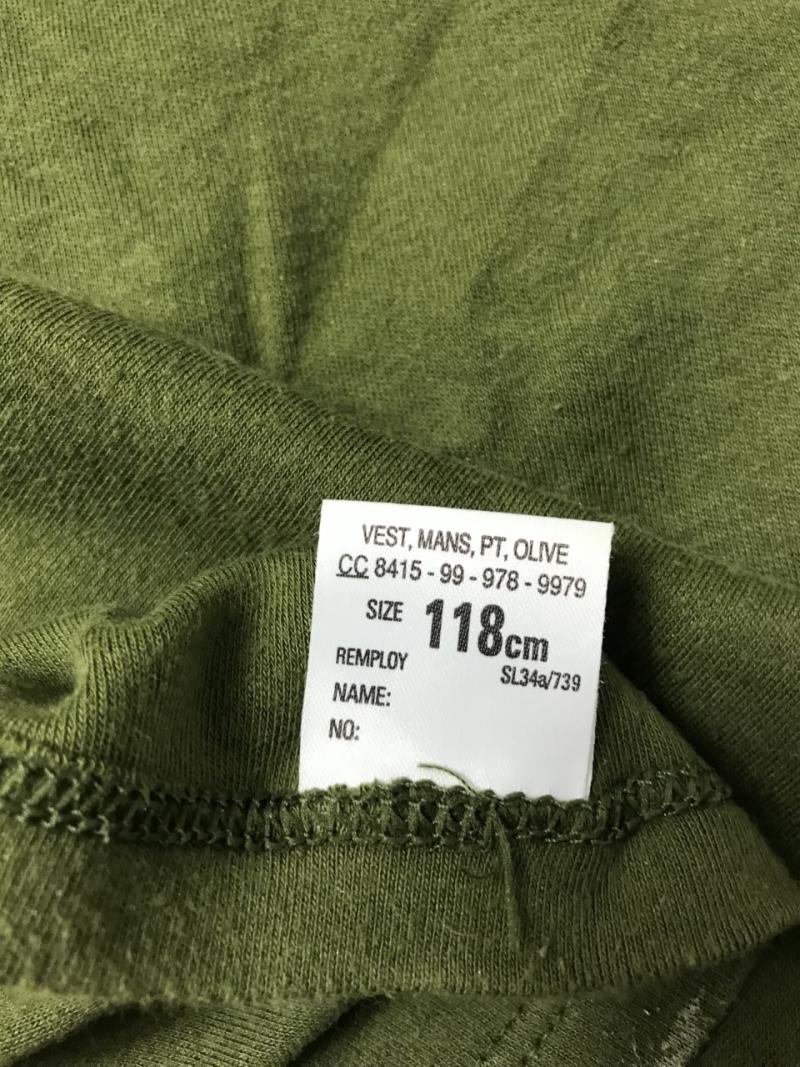 VEST, MANS, PT, OLIVE
CC 8415 - 99 - 978 - 9979
SIZE 118cm
REMPLOY SL34a/739
NAME:
NO: